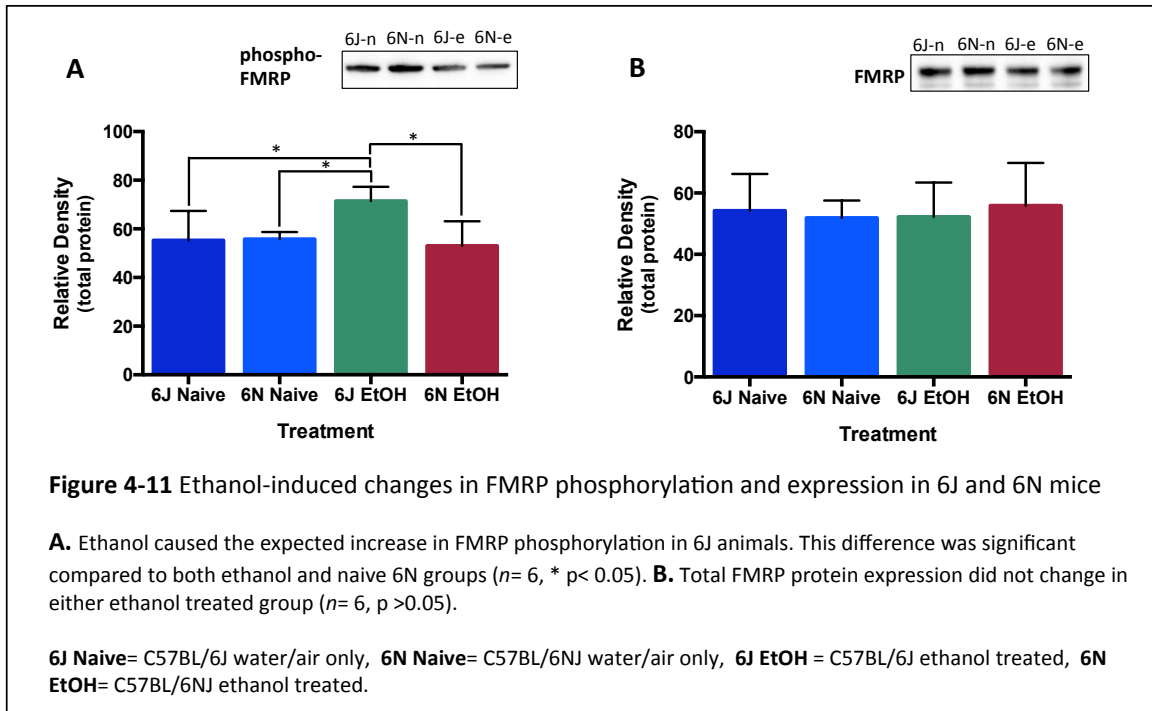 A
phospho-
FMRP
6J-n 6N-n 6J-e 6N-e
Relative Density
(total protein)
100
80
60
40
20
0
*
*
*
6J Naive 6N Naive 6J EtOH 6N EtOH
Treatment
B
FMRP
6J-n 6N-n 6J-e 6N-e
Relative Density
(total protein)
80
60
40
20
0
6J Naive 6N Naive 6J EtOH 6N EtOH
Treatment
Figure 4-11 Ethanol-induced changes in FMRP phosphorylation and expression in 6J and 6N mice
A. Ethanol caused the expected increase in FMRP phosphorylation in 6J animals. This difference was significant
compared to both ethanol and naive 6N groups (n= 6, * p< 0.05). B. Total FMRP protein expression did not change in
either ethanol treated group (n= 6, p >0.05).
6J Naive= C57BL/6J water/air only, 6N Naive= C57BL/6NJ water/air only, 6J EtOH = C57BL/6J ethanol treated, 6N
EtOH= C57BL/6NJ ethanol treated.